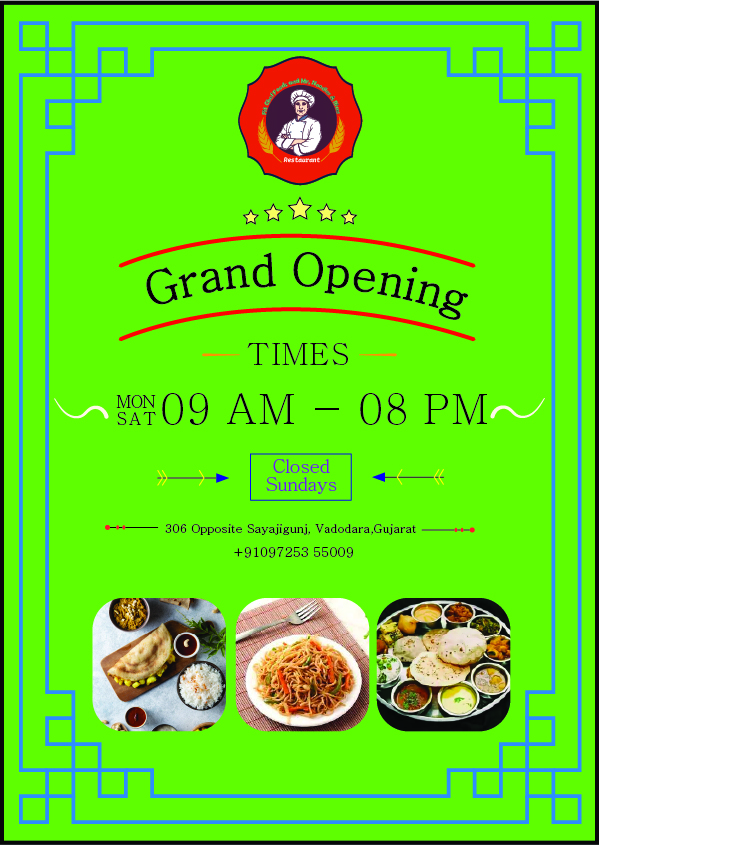 Restaurant
Grand Opening
TIMES
MON
SAT
09 AM – 08 PM
Closed
Sundays
306 Opposite Sayajigunj, Vadodara,Gujarat
+91097253 55009